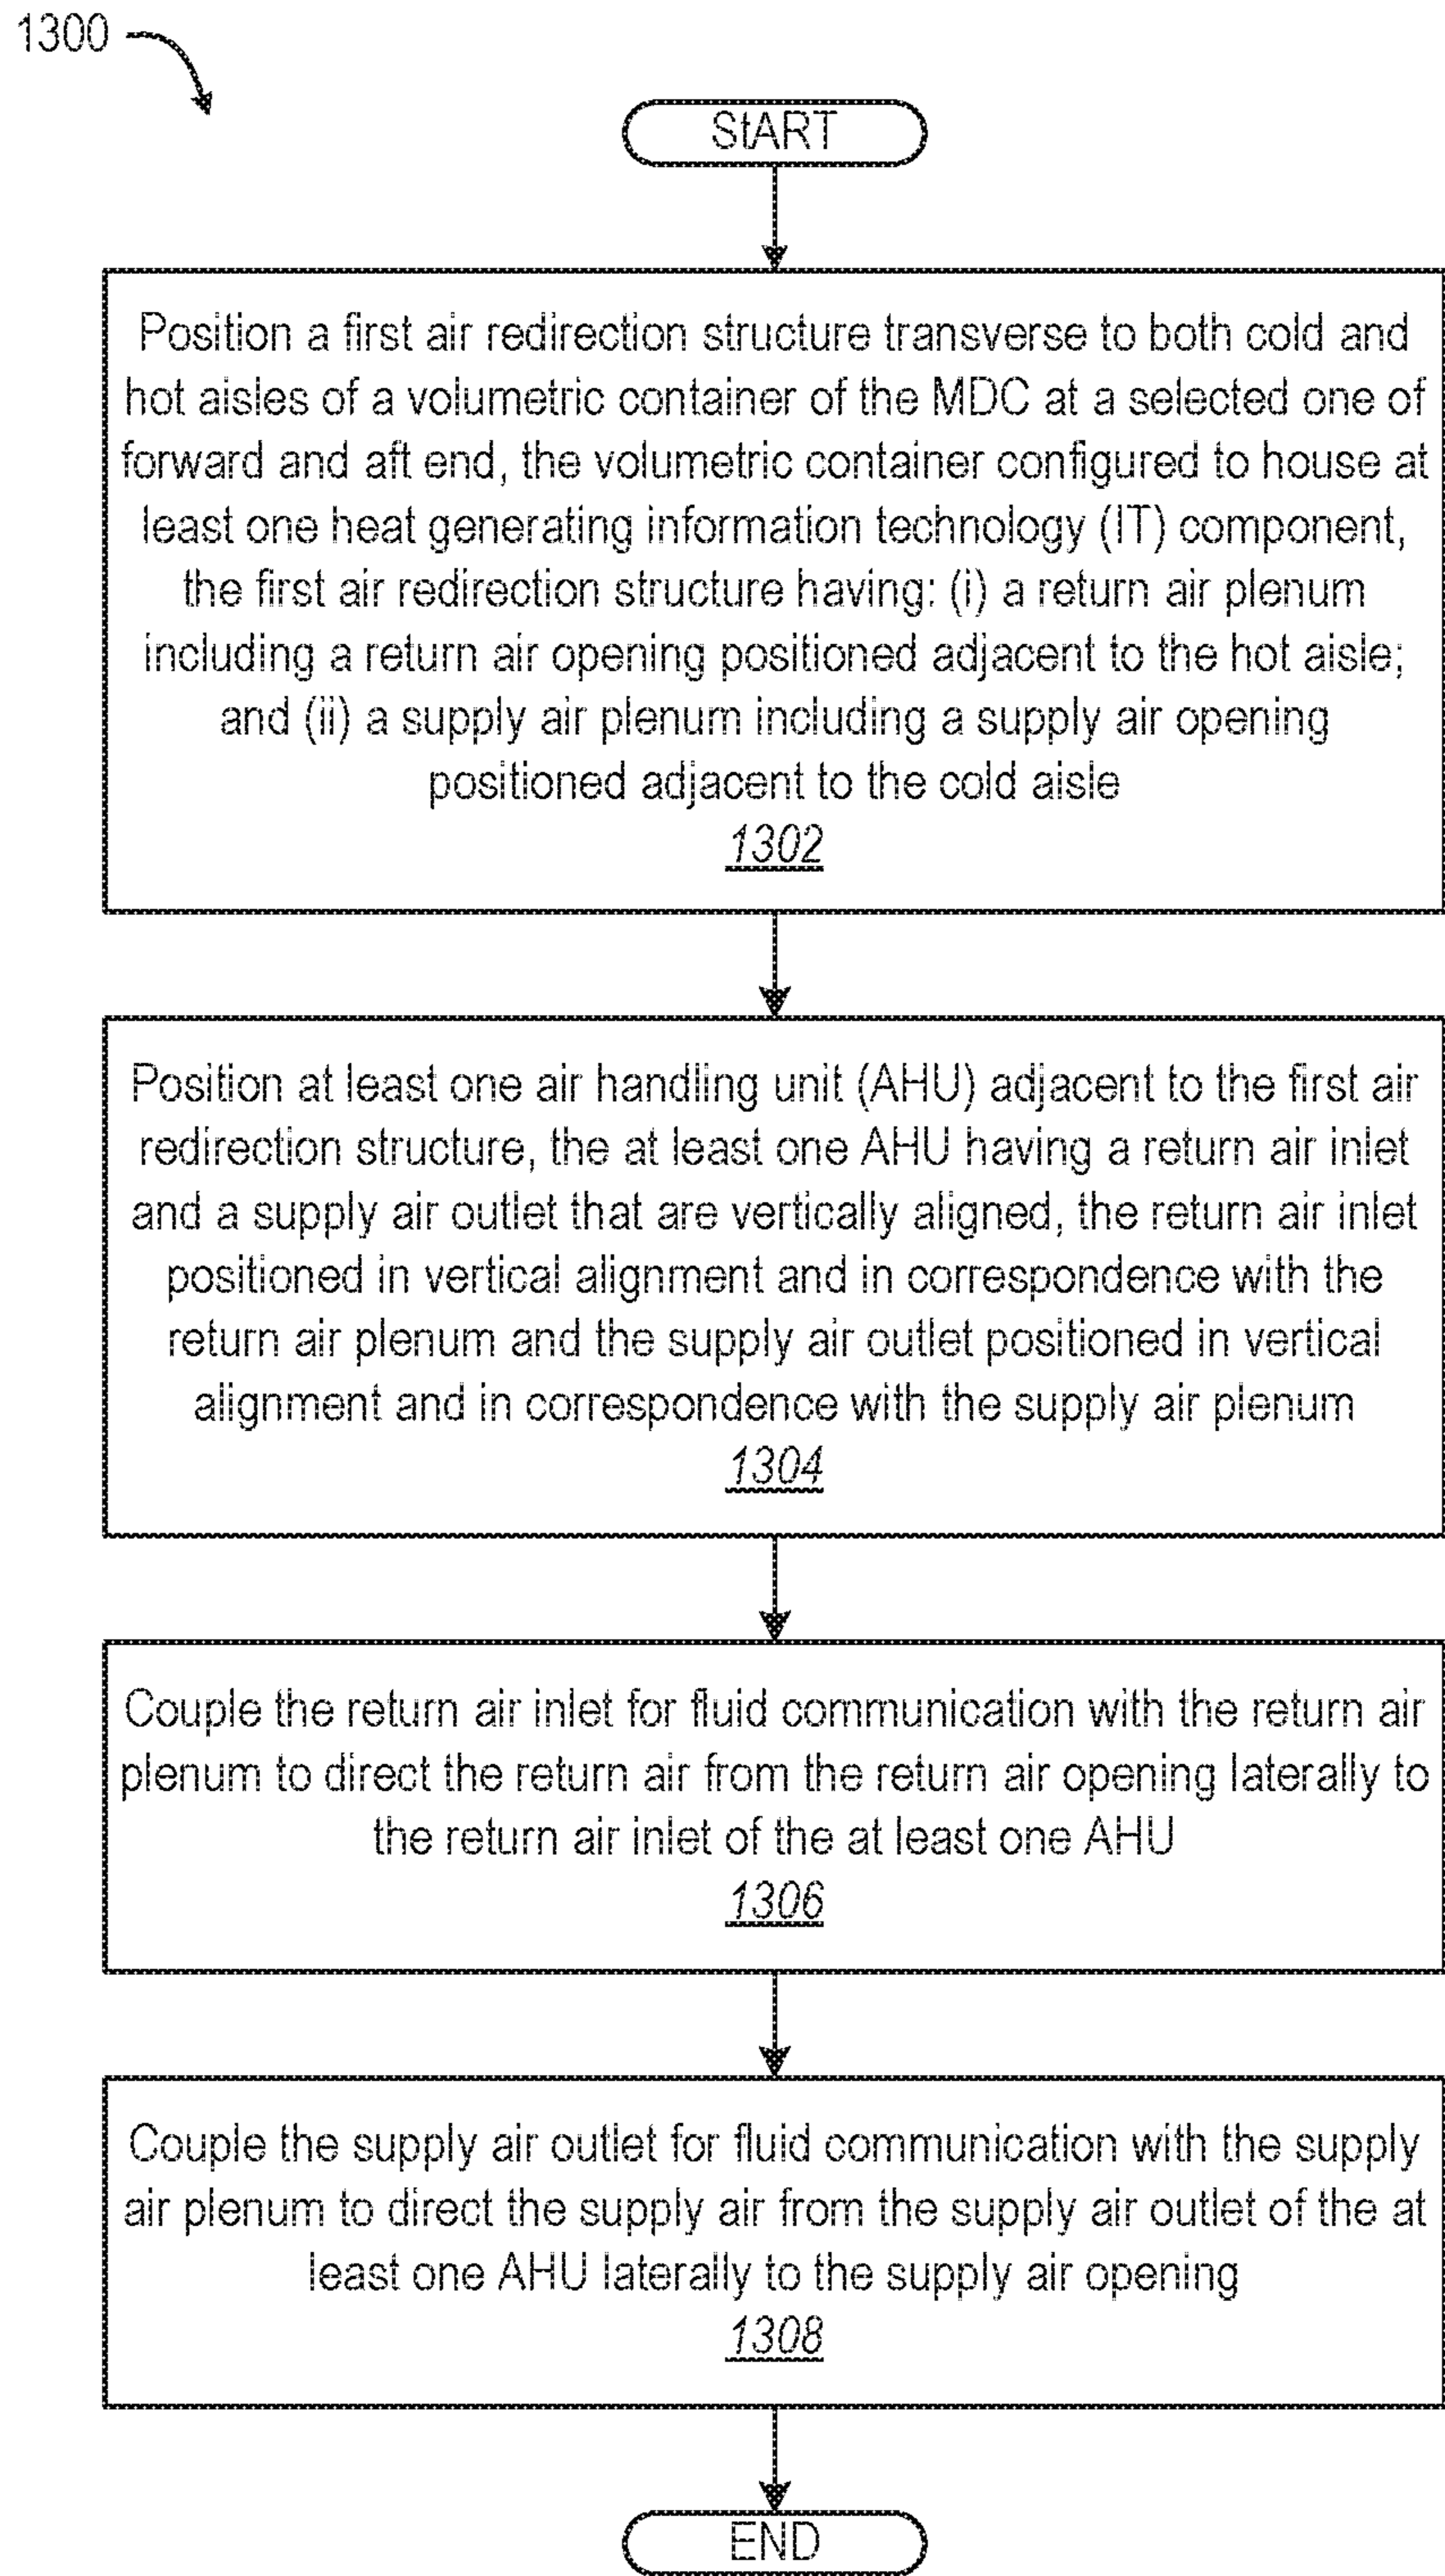 1300
StART
Position a first air redirection structure transverse to both cold and
hot aisles of a volumetric container of the MDC at a selected one of
forward and aft end, the volumetric container configured to house at
least one heat generating information technology (IT) component,
the first air redirection structure having: (i) a return air plenum
including a return air opening positioned adjacent to the hot aisle;
and (ii) a supply air plenum including a supply air opening
positioned adjacent to the cold aisle
1302
Position at least one air handling unit (AHU) adjacent to the first air
redirection structure, the at least one AHU having a return air inlet
and a supply air outlet that are vertically aligned, the return air inlet
positioned in vertical alignment and in correspondence with the
return air plenum and the supply air outlet positioned in vertical
alignment and in correspondence with the supply air plenum
1304
Couple the return air inlet for fluid communication with the return air
plenum to direct the return air from the return air opening laterally to
the return air inlet of the at least one AHU
1306
Couple the supply air outlet for fluid communication with the supply
air plenum to direct the supply air from the supply air outlet of the at
least one AHU laterally to the supply air opening
1308
END